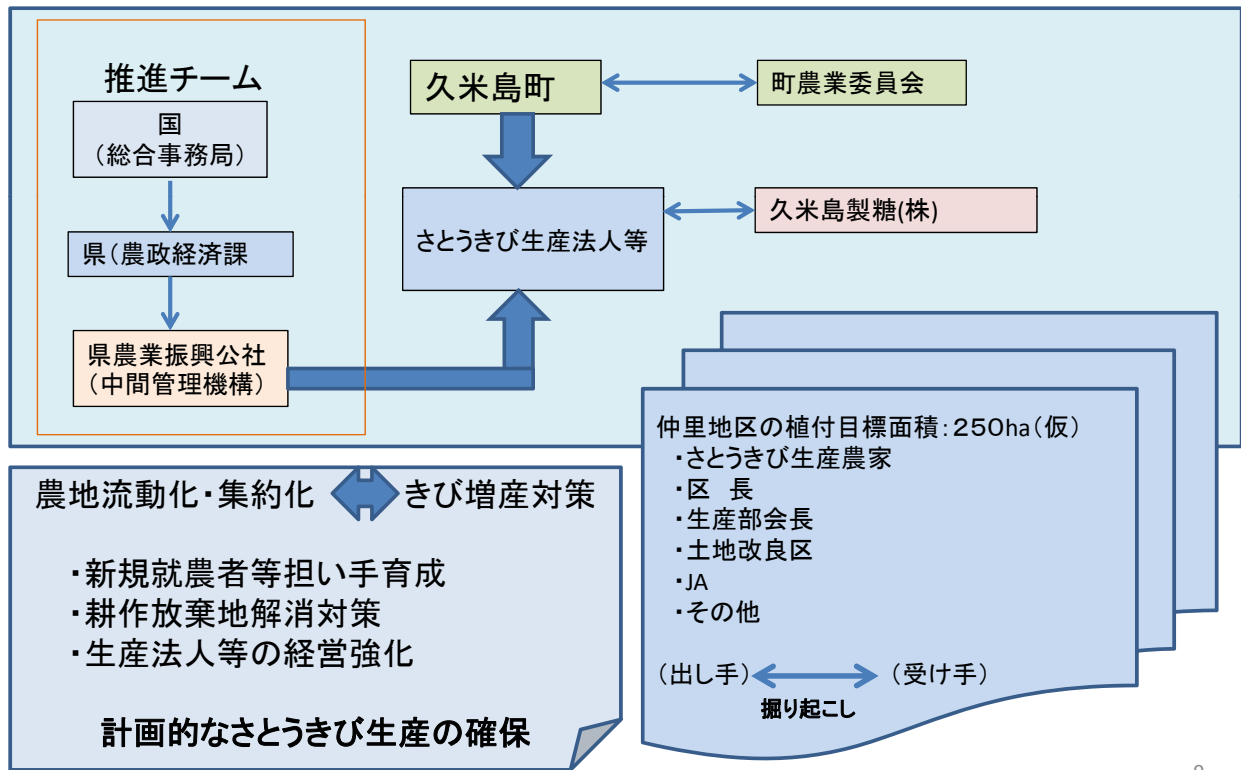 推進チーム
国
（総合事務局）
県（農政経済課
県農業振興公社
（中間管理機構）
久米島町
町農業委員会
さとうきび生産法人等
久米島製糖(株)
仲里地区の植付目標面積：２５０ha（仮）
・さとうきび生産農家
・区　長
・生産部会長
・土地改良区
・JA
・その他
（出し手）
（受け手）
掘り起こし
農地流動化・集約化
きび増産対策
・新規就農者等担い手育成
・耕作放棄地解消対策
・生産法人等の経営強化
計画的なさとうきび生産の確保